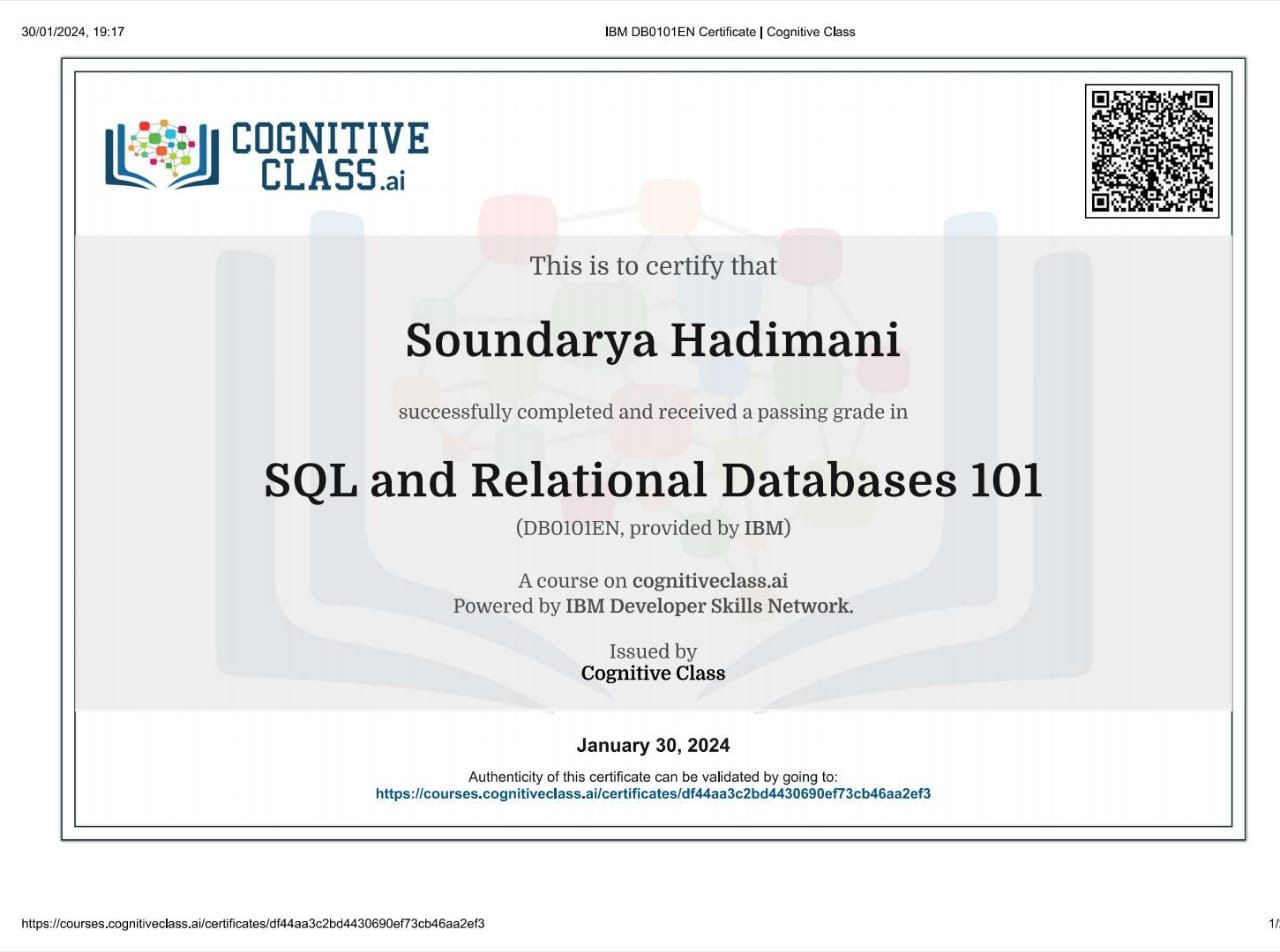 30/01/2024, 19:17
IBM DB0101EN Certificate | Cognitive Class
COGNITIVE
CLASS.ai
This is to certify that
Soundarya Hadimani
successfully completed and received a passing grade in
SQL and Relational Databases 101
(DB0101EN, provided by IBM)
A course on cognitiveclass.ai
Powered by IBM Developer Skills Network.
Issued by
Cognitive Class
January 30, 2024
Authenticity of this certificate can be validated by going to:
https://courses.cognitiveclass.ai/certificates/df44aa3c2bd4430690ef73cb46aa2ef3
https://courses.cognitiveclass.ai/certificates/df44aa3c2bd4430690ef73cb46aa2ef3
1/